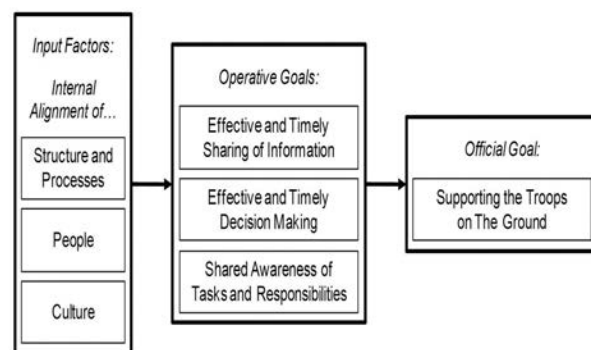 Input Factors:
Internal
Alignment of...
Structure and
Processes
People
Culture
Operative Goals:
Effective and Timely
Sharing of Information
Effective and Timely
Decision Making
Shared Awareness of
Tasks and Responsibilities
Official Goal:
Supporting the Troops
on The Ground